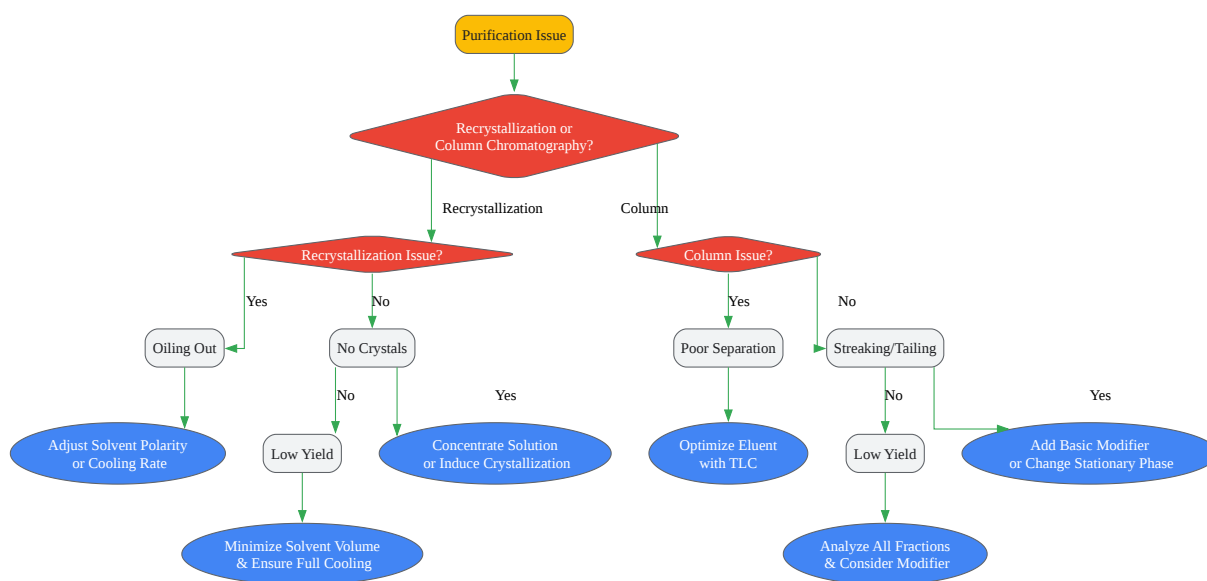 Purification Issue
Recrystallization or
Column Chromatography?
Recrystallization
Column
Recrystallization Issue?
Column Issue?
Yes
No
Yes
No
Oiling Out
No Crystals
Poor Separation
Streaking/Tailing
No
Yes
No
Yes
Adjust Solvent Polarity
or Cooling Rate
Low Yield
Concentrate Solution
or Induce Crystallization
Optimize Eluent
with TLC
Low Yield
Add Basic Modifier
or Change Stationary Phase
Minimize Solvent Volume
& Ensure Full Cooling
Analyze All Fractions
& Consider Modifier